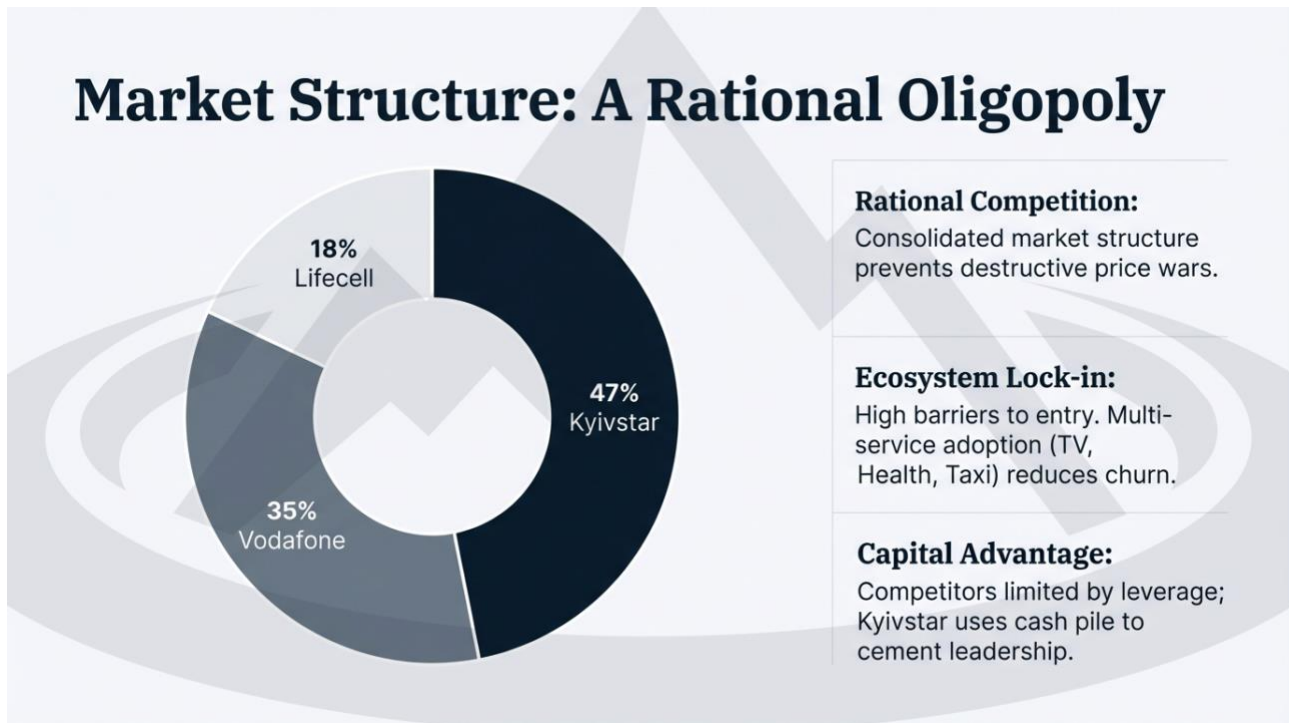 Market Structure: A Rational Oligopoly
18%
Lifecell
47%
Kyivstar
35%
Vodafone
Rational Competition:
Consolidated market structure
prevents destructive price wars.
Ecosystem Lock-in:
High barriers to entry. Multi-
service adoption (TV,
Health, Taxi) reduces churn.
Capital Advantage:
Competitors limited by leverage;
Kyivstar uses cash pile to
cement leadership.